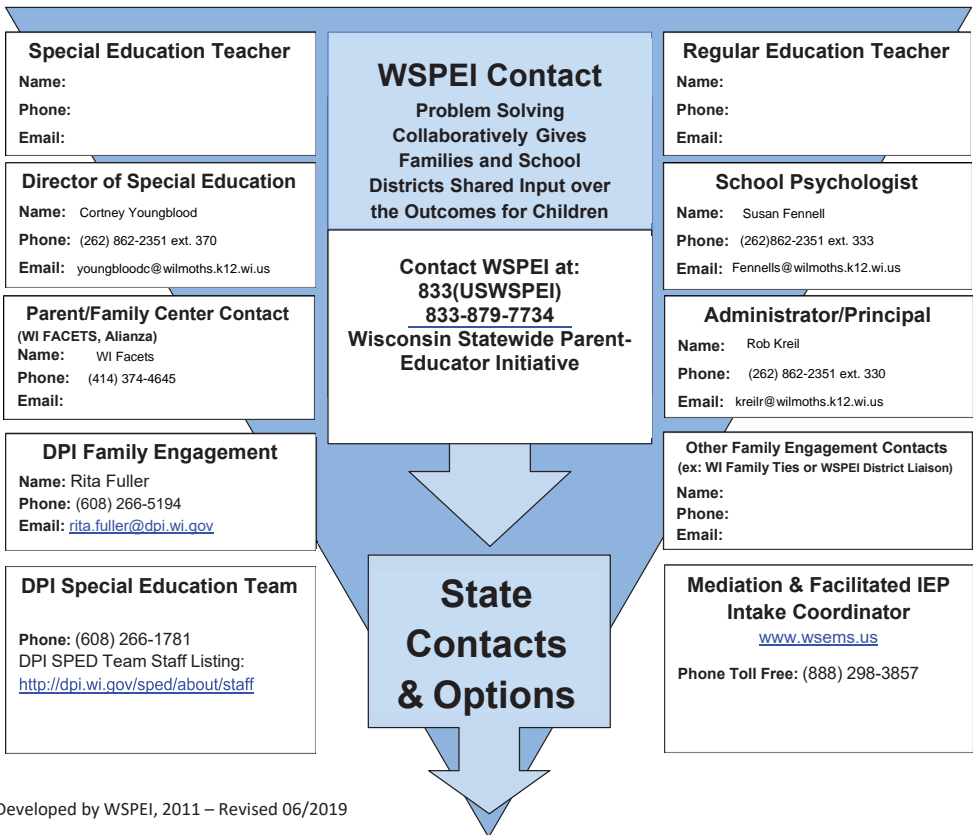 Special Education Teacher
Name:
Phone:
Email:
Director of Special Education
Name: Cortney Youngblood
Phone: (262) 862-2351 ext. 370
Email: youngbloodc@wilmoths.k12.wi.us
Parent/Family Center Contact
(WI FACETS, Alianza)
Name: WI Facets
Phone: (414) 374-4645
Email:
DPI Family Engagement
Name: Rita Fuller
Phone: (608) 266-5194
Email: rita.fuller@dpi.wi.gov
DPI Special Education Team
Phone: (608) 266-1781
DPI SPED Team Staff Listing:
http://dpi.wi.gov/sped/about/staff
WSPEI Contact
Problem Solving
Collaboratively Gives
Families and School
Districts Shared Input over
the Outcomes for Children
Contact WSPEI at:
833(USWSPEI)
833-879-7734
Wisconsin Statewide Parent-
Educator Initiative
State
Contacts
& Options
Regular Education Teacher
Name:
Phone:
Email:
School Psychologist
Name: Susan Fennell
Phone: (262)862-2351 ext. 333
Email: Fennells@wilmoths.k12.wi.us
Administrator/Principal
Name: Rob Kreil
Phone: (262) 862-2351 ext. 330
Email: kreilr@wilmoths.k12.wi.us
Other Family Engagement Contacts
(ex: WI Family Ties or WSPEI District Liaison)
Name:
Phone:
Email:
Mediation & Facilitated IEP
Intake Coordinator
www.wsems.us
Phone Toll Free: (888) 298-3857
Developed by WSPEI, 2011 – Revised 06/2019